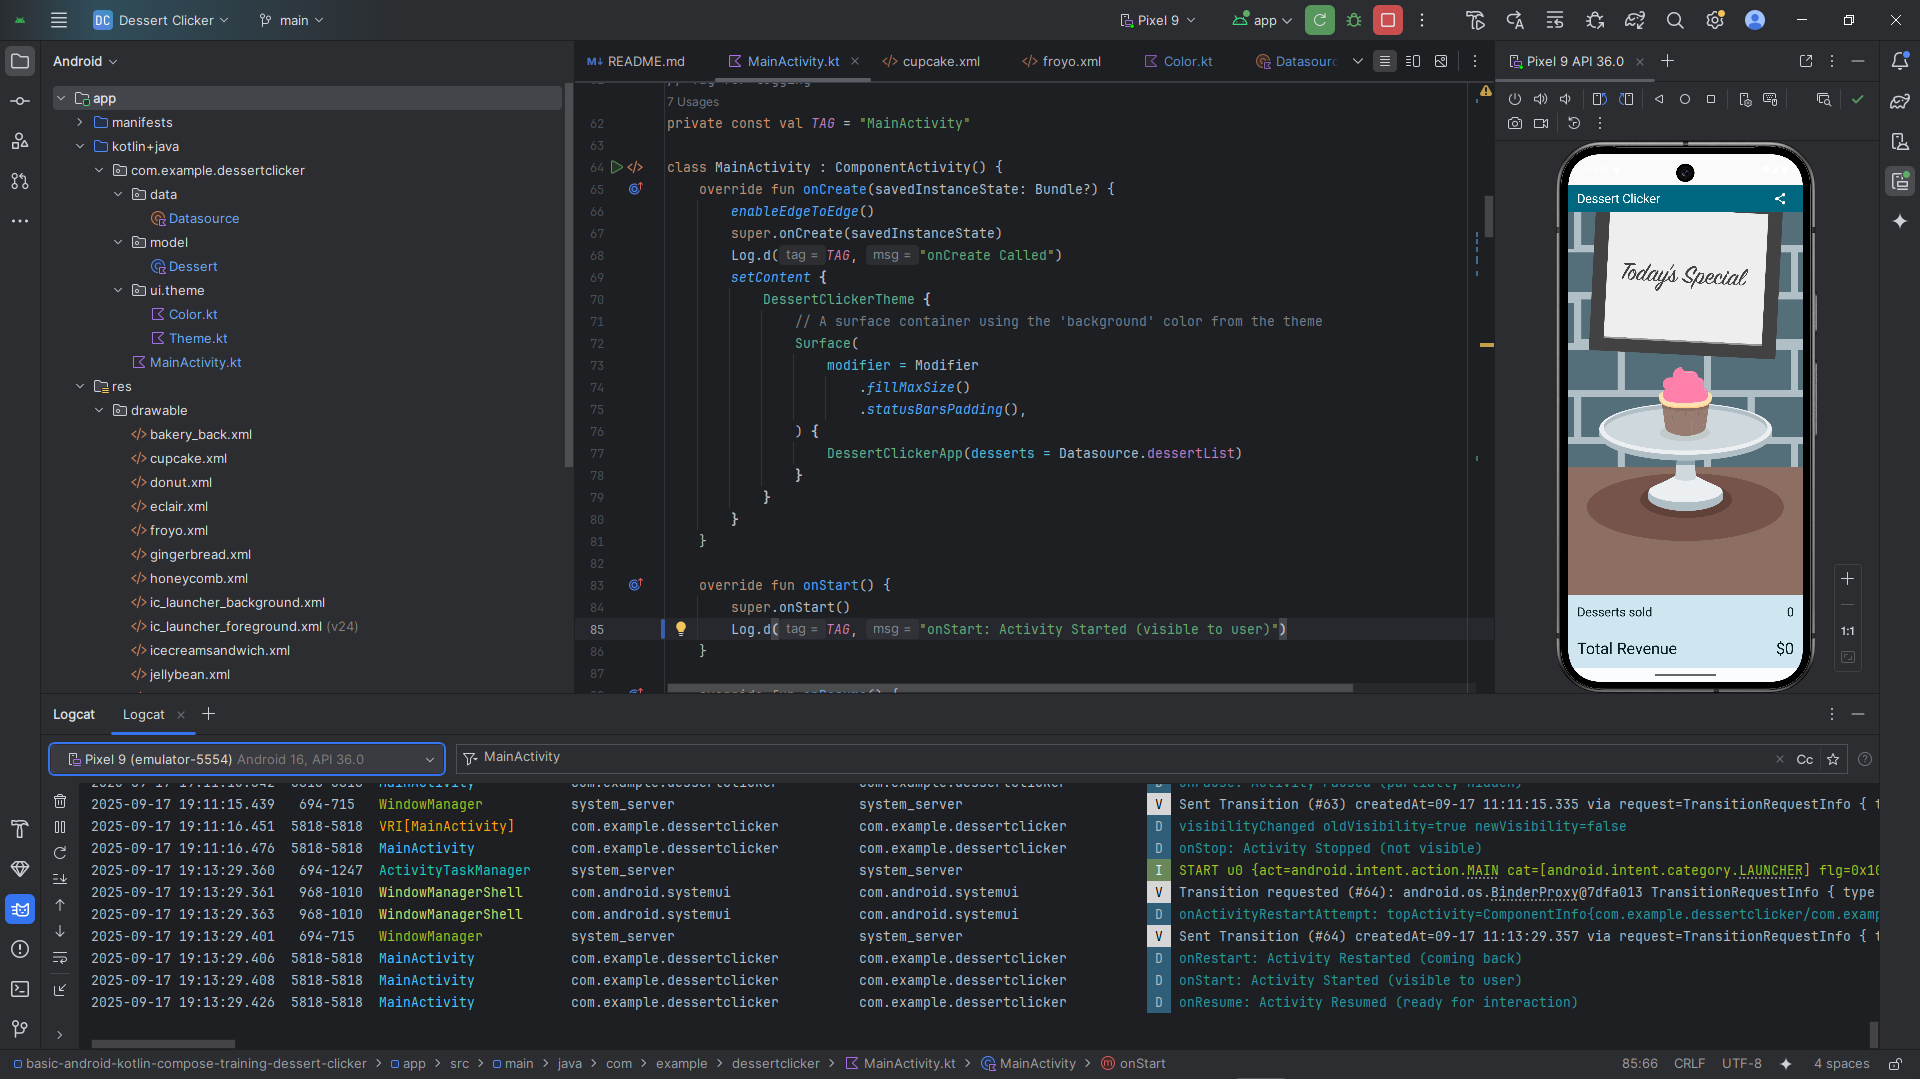 DC Dessert Clicker
main
Pixel 9
app
Android
app
manifests
kotlin+java
com.example.dessertclicker
data
Datasource
model
Dessert
ui.theme
Color.kt
Theme.kt
MainActivity.kt
res
drawable
bakery_back.xml
cupcake.xml
donut.xml
eclair.xml
froyo.xml
gingerbread.xml
honeycomb.xml
ic_launcher_background.xml
ic_launcher_foreground.xml (v24)
icecreamsandwich.xml
jellybean.xml
README.md
MainActivity.kt
cupcake.xml
froyo.xml
Color.kt
Datasourc
7 Usages
62 private const val TAG = "MainActivity"
63
64 class MainActivity : ComponentActivity() {
65 override fun onCreate(savedInstanceState: Bundle?) {
66 enableEdgeToEdge()
67 super.onCreate(savedInstanceState)
68 Log.d( tag = TAG, msg = "onCreate Called")
69 setContent {
70 DessertClickerTheme {
71 // A surface container using the 'background' color from the theme
72 Surface(
73 modifier = Modifier
74 .fillMaxSize()
75 .statusBarsPadding(),
76 ) {
77 DessertClickerApp(desserts = Datasource.dessertList)
78 }
79 }
80 }
81 }
82
83 override fun onStart() {
84 super.onStart()
85 Log.d( tag = TAG, msg = "onStart: Activity Started (visible to user)")
86 }
87
Pixel 9 API 36.0
Dessert Clicker
Today's Special
Desserts sold 0
Total Revenue $0
1:1
Logcat
Logcat
Pixel 9 (emulator-5554) Android 16, API 36.0
MainActivity
Cc
2025-09-17 19:11:15.439 694-715 WindowManager system_server system_server V Sent Transition (#63) createdAt=09-17 11:11:15.335 via request=TransitionRequestInfo { t
2025-09-17 19:11:16.451 5818-5818 VRI[MainActivity] com.example.dessertclicker com.example.dessertclicker D visibilityChanged oldVisibility=true newVisibility=false
2025-09-17 19:11:16.476 5818-5818 MainActivity com.example.dessertclicker com.example.dessertclicker D onStop: Activity Stopped (not visible)
2025-09-17 19:13:29.360 694-1247 ActivityTaskManager system_server system_server I START u0 {act=android.intent.action.MAIN cat=[android.intent.category.LAUNCHER] flg=0x10
2025-09-17 19:13:29.361 968-1010 WindowManagerShell com.android.systemui com.android.systemui V Transition requested (#64): android.os.BinderProxy@7dfa013 TransitionRequestInfo { type
2025-09-17 19:13:29.363 968-1010 WindowManagerShell com.android.systemui com.android.systemui D onActivityRestartAttempt: topActivity=ComponentInfo{com.example.dessertclicker/com.examp
2025-09-17 19:13:29.401 694-715 WindowManager system_server system_server V Sent Transition (#64) createdAt=09-17 11:13:29.357 via request=TransitionRequestInfo { t
2025-09-17 19:13:29.406 5818-5818 MainActivity com.example.dessertclicker com.example.dessertclicker D onRestart: Activity Restarted (coming back)
2025-09-17 19:13:29.408 5818-5818 MainActivity com.example.dessertclicker com.example.dessertclicker D onStart: Activity Started (visible to user)
2025-09-17 19:13:29.426 5818-5818 MainActivity com.example.dessertclicker com.example.dessertclicker D onResume: Activity Resumed (ready for interaction)
basic-android-kotlin-compose-training-dessert-clicker > app > src > main > java > com > example > dessertclicker > MainActivity.kt > MainActivity > onStart
85:66 CRLF UTF-8 4 spaces